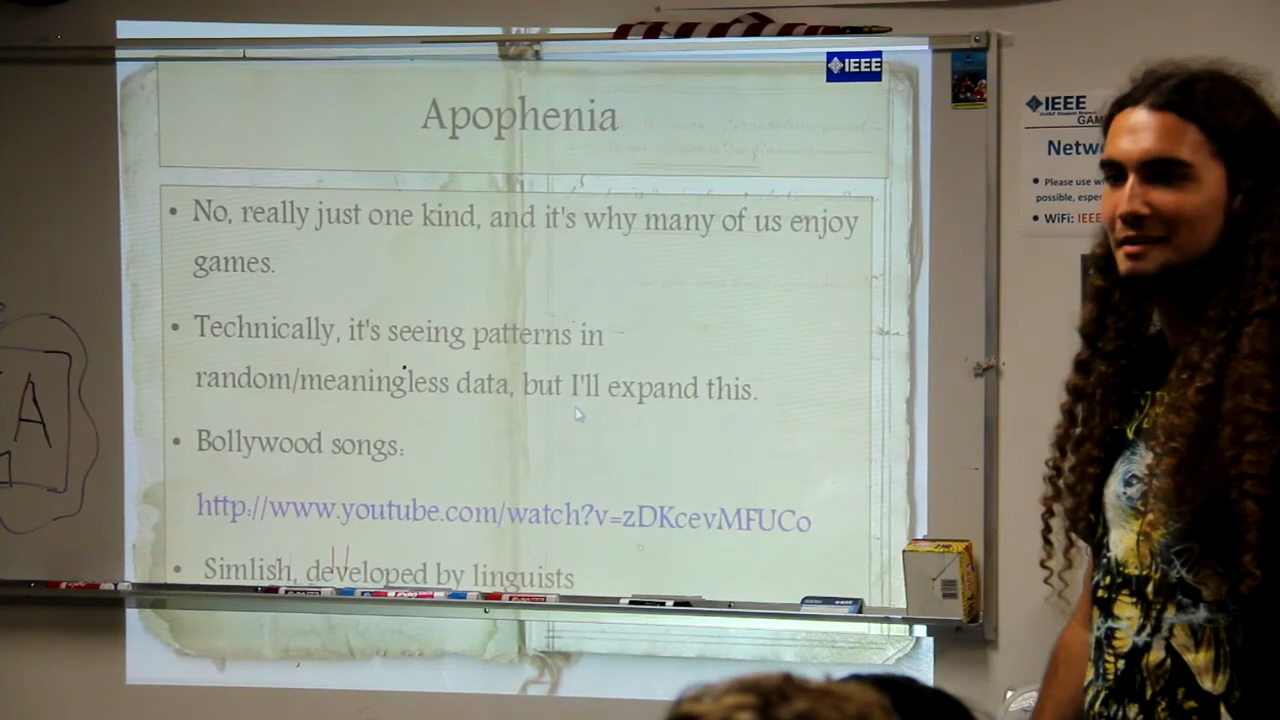 IEEE
Apophenia
• No, really just one kind, and it's why many of us enjoy
games.
• Technically, it's seeing patterns in
random/meaningless data, but I'll expand this.
• Bollywood songs:
http://www.youtube.com/watch?v=zDKcevMFUCo
• Simlish, developed by linguists
A
IEEE
GAM
Netw
• Please use w
possible, espe
• WiFi: IEEE